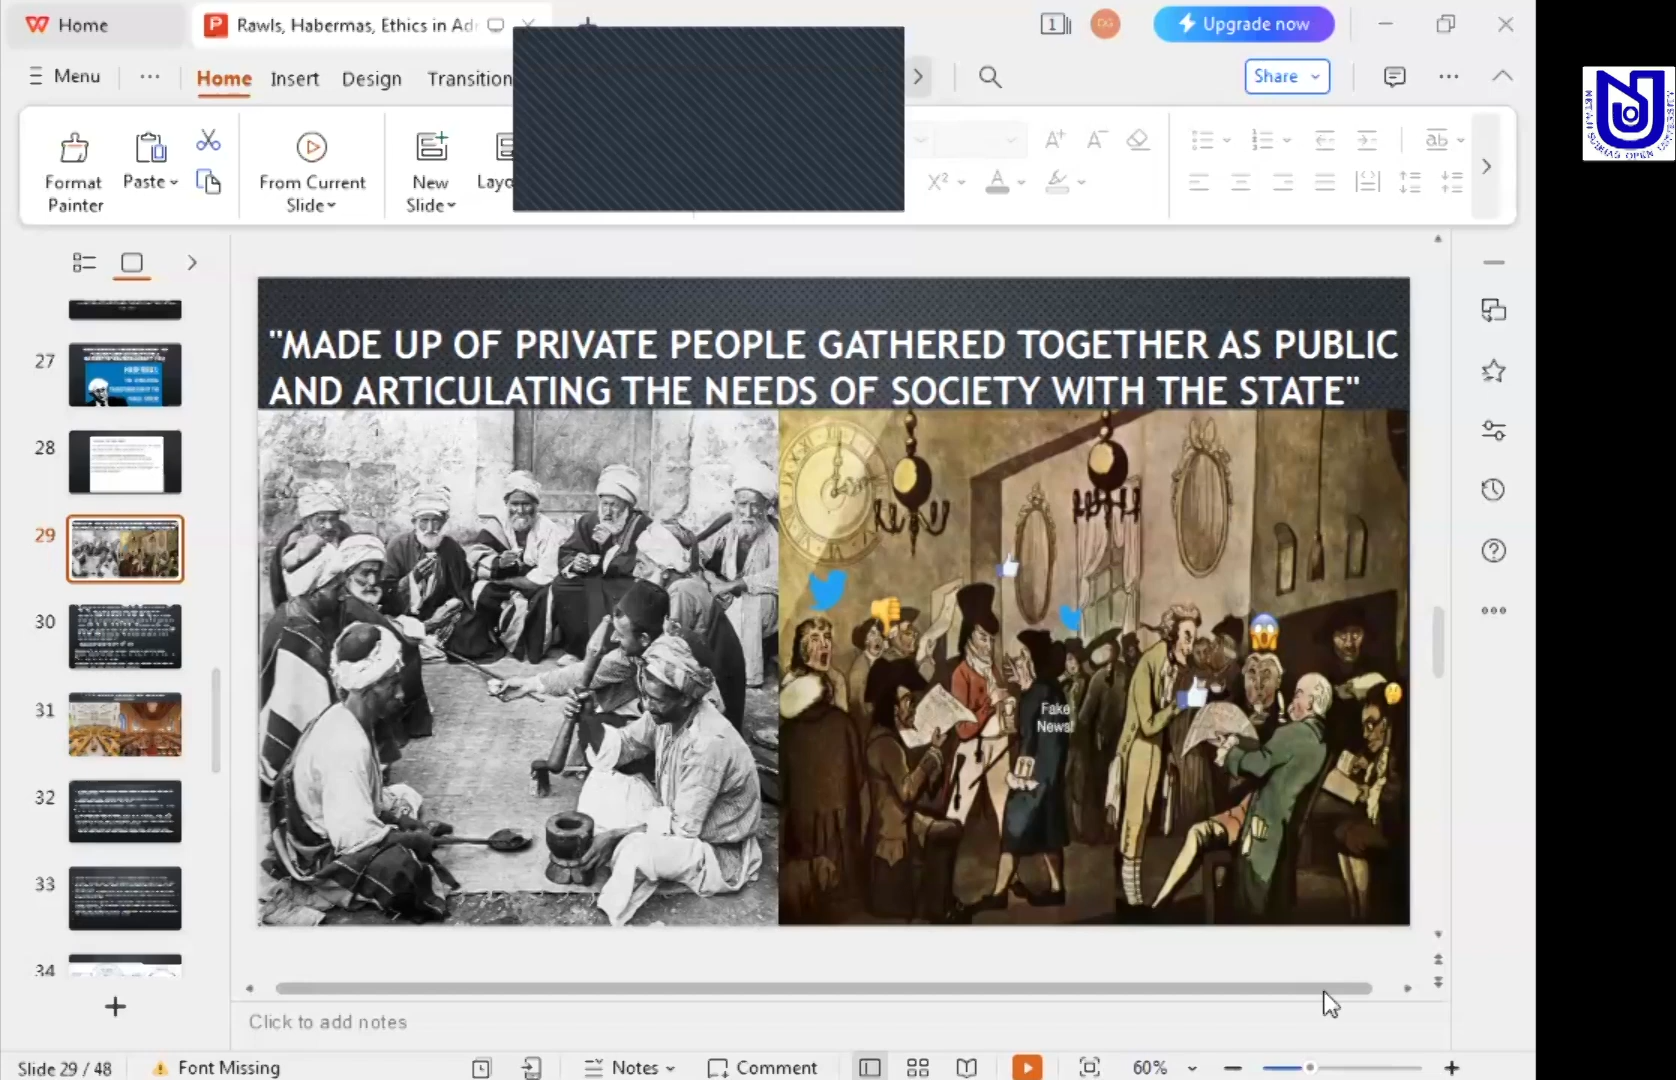 Home
Rawls, Habermas, Ethics in Ad
1
DG
Upgrade now
Menu
Home
Insert
Design
Transition
Share
Format
Painter
Paste
From Current
Slide
New
Slide
Layo
"MADE UP OF PRIVATE PEOPLE GATHERED TOGETHER AS PUBLIC
AND ARTICULATING THE NEEDS OF SOCIETY WITH THE STATE"
Fake
News!
27
28
29
30
31
32
33
34
Click to add notes
Slide 29 / 48
Font Missing
Notes
Comment
60%